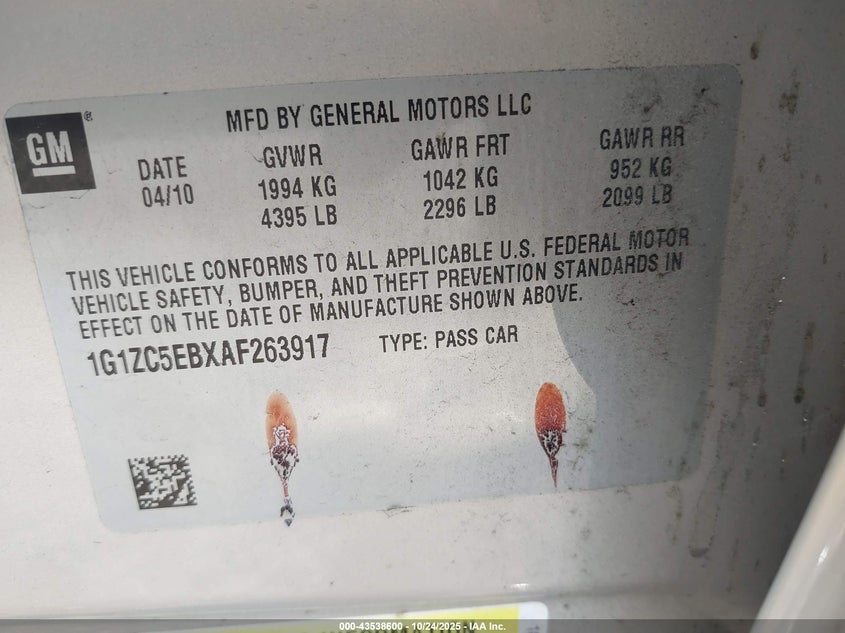 GM
®
MFD BY GENERAL MOTORS LLC
DATE GVWR GAWR FRT GAWR RR
04/10 1994 KG 1042 KG 952 KG
4395 LB 2296 LB 2099 LB
THIS VEHICLE CONFORMS TO ALL APPLICABLE U.S. FEDERAL MOTOR
VEHICLE SAFETY, BUMPER, AND THEFT PREVENTION STANDARDS IN
EFFECT ON THE DATE OF MANUFACTURE SHOWN ABOVE.
1G1ZC5EBXAF263917 TYPE: PASS CAR
000-43538600 - 10/24/2025 - IAA Inc.